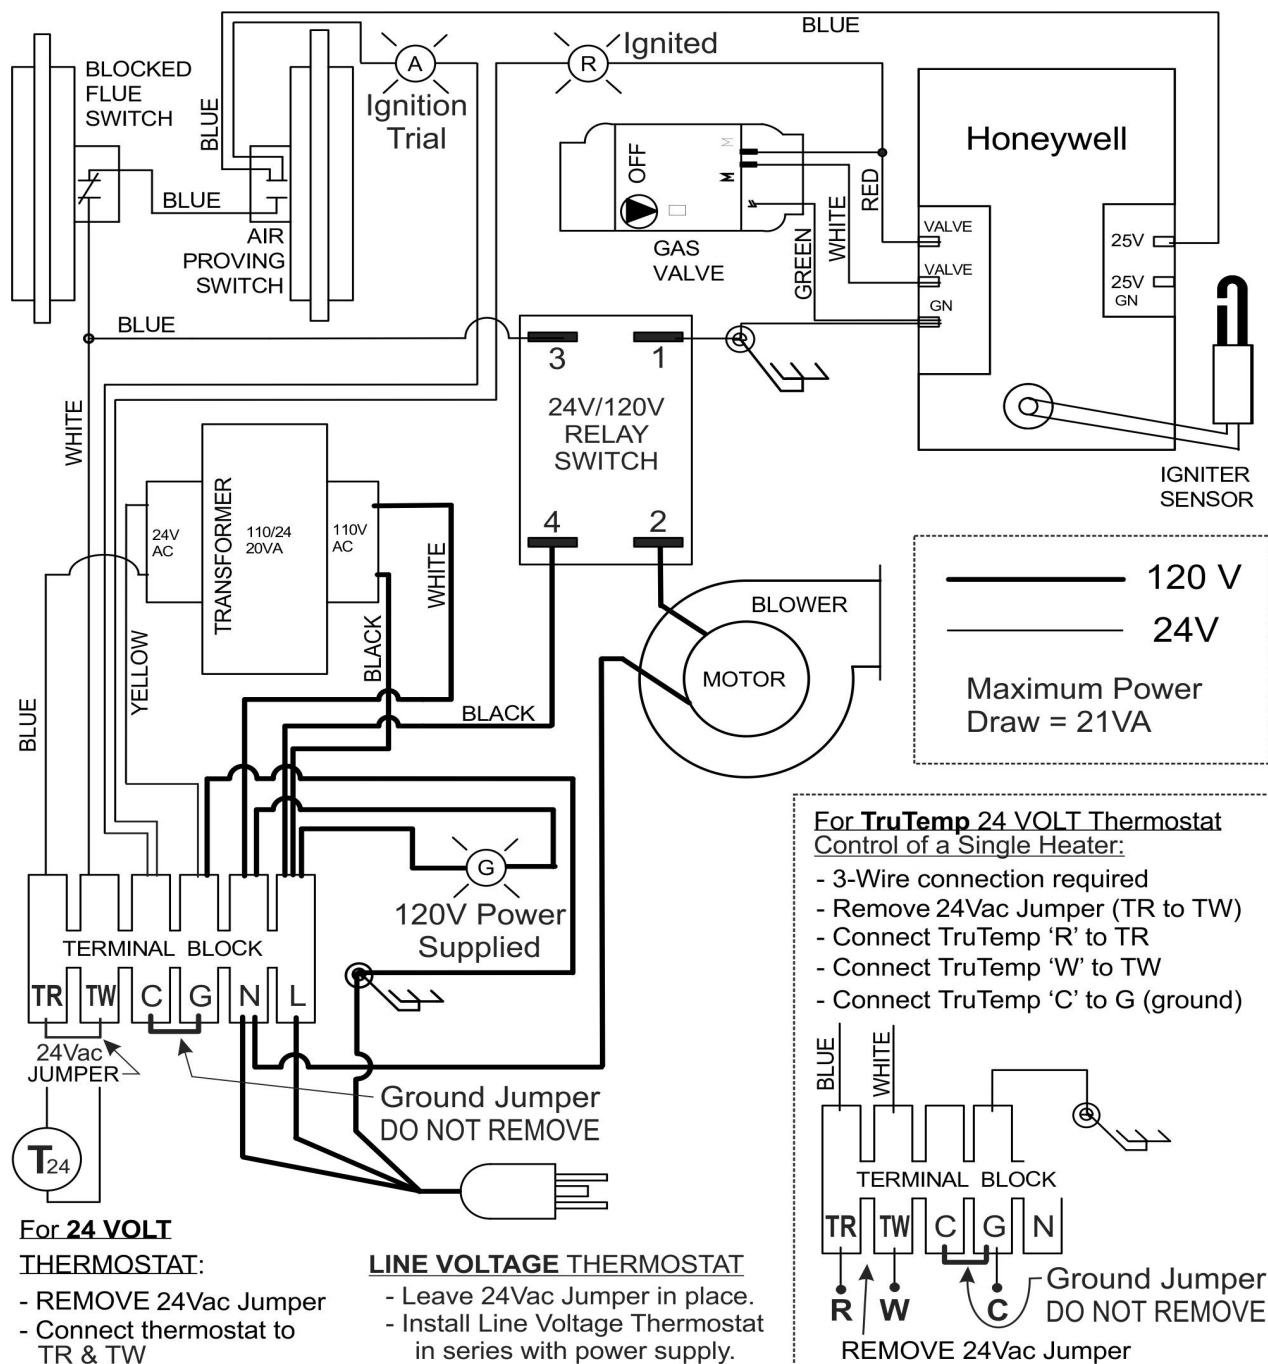 BLUE
BLOCKED
FLUE
SWITCH
BLUE
A
Ignition
Trial
R
Ignited
Honeywell
OFF
M
M
RED
VALVE
VALVE
GN
25V
25V
GN
BLUE
AIR
PROVING
SWITCH
GAS
VALVE
GREEN
WHITE
BLUE
3
1
24V/120V
RELAY
SWITCH
4
2
WHITE
IGNITER
SENSOR
24V
AC
TRANSFORMER
110/24
20VA
110V
AC
WHITE
BLACK
YELLOW
BLUE
BLACK
BLOWER
MOTOR
120 V
24V
Maximum Power
Draw = 21VA
G
120V Power
Supplied
TERMINAL BLOCK
TR TW C G N L
24Vac
JUMPER
Ground Jumper
DO NOT REMOVE
T24
For 24 VOLT
THERMOSTAT:
- REMOVE 24Vac Jumper
- Connect thermostat to
TR & TW
LINE VOLTAGE THERMOSTAT
- Leave 24Vac Jumper in place.
- Install Line Voltage Thermostat
in series with power supply.
For TruTemp 24 VOLT Thermostat
Control of a Single Heater:
- 3-Wire connection required
- Remove 24Vac Jumper (TR to TW)
- Connect TruTemp ‘R’ to TR
- Connect TruTemp ‘W’ to TW
- Connect TruTemp ‘C’ to G (ground)
BLUE
WHITE
TERMINAL BLOCK
TR TW C G N
R W C
Ground Jumper
DO NOT REMOVE
REMOVE 24Vac Jumper